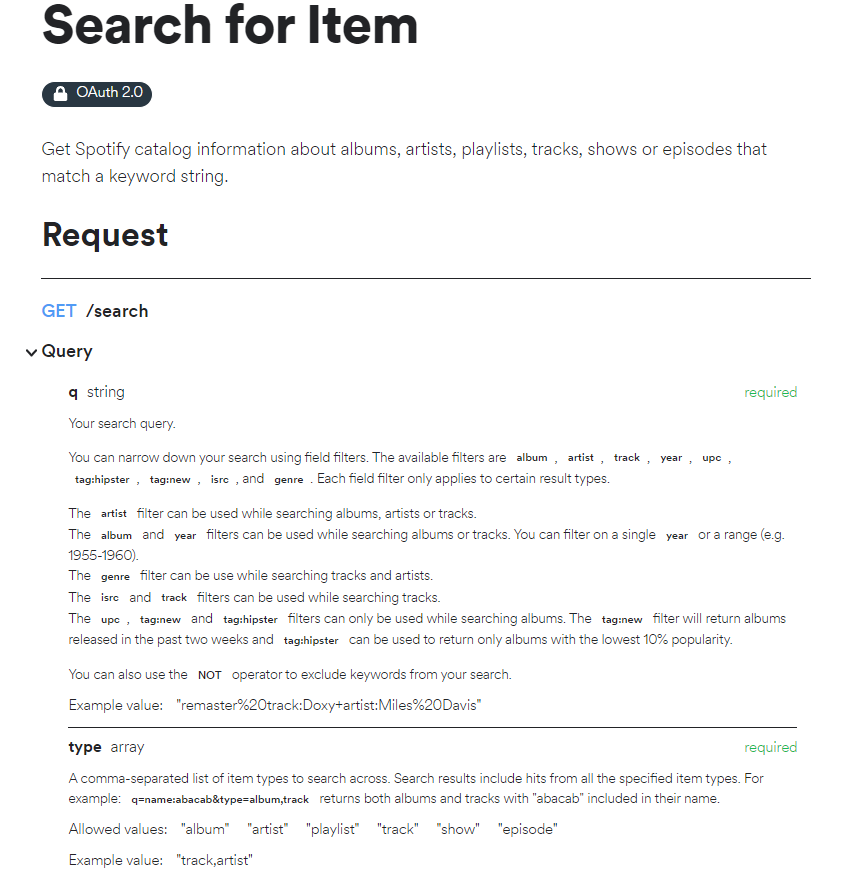 Search for Item
OAuth 2.0
Get Spotify catalog information about albums, artists, playlists, tracks, shows or episodes that
match a keyword string.
Request
GET /search
Query
q string required
Your search query.
You can narrow down your search using field filters. The available filters are album , artist , track , year , upc ,
tag:hipster , tag:new , isrc , and genre . Each field filter only applies to certain result types.
The artist filter can be used while searching albums, artists or tracks.
The album and year filters can be used while searching albums or tracks. You can filter on a single year or a range (e.g.
1955-1960).
The genre filter can be use while searching tracks and artists.
The isrc and track filters can be used while searching tracks.
The upc , tag:new and tag:hipster filters can only be used while searching albums. The tag:new filter will return albums
released in the past two weeks and tag:hipster can be used to return only albums with the lowest 10% popularity.
You can also use the NOT operator to exclude keywords from your search.
Example value: "remaster%20track:Doxy+artist:Miles%20Davis"
type array required
A comma-separated list of item types to search across. Search results include hits from all the specified item types. For
example: q=name:abacab&type=album,track returns both albums and tracks with "abacab" included in their name.
Allowed values: "album" "artist" "playlist" "track" "show" "episode"
Example value: "track,artist"